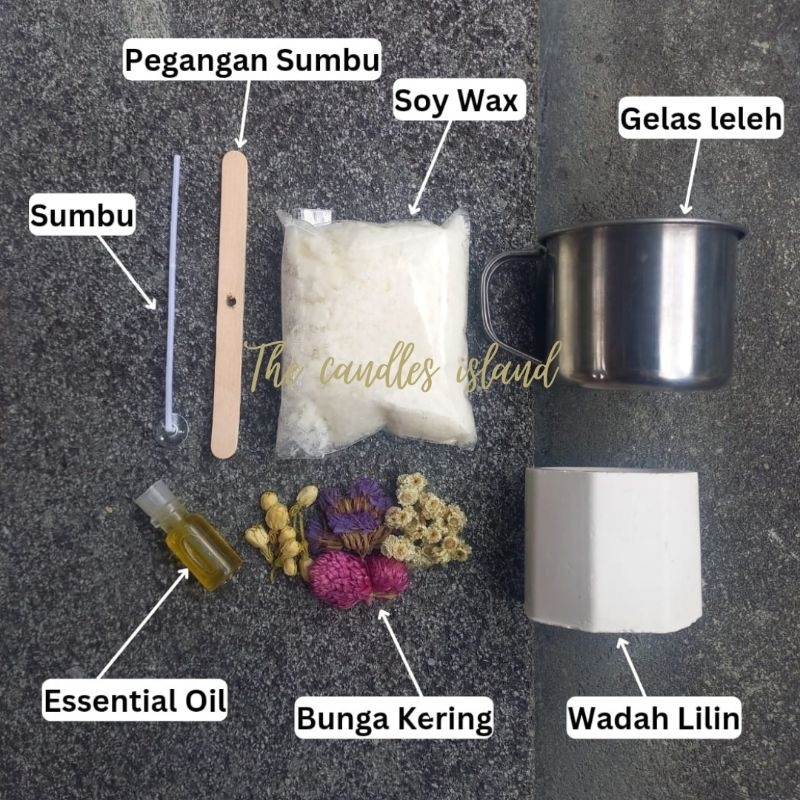 Pegangan Sumbu
Soy Wax
Gelas leleh
Sumbu
The candles island
Essential Oil
Bunga Kering
Wadah Lilin